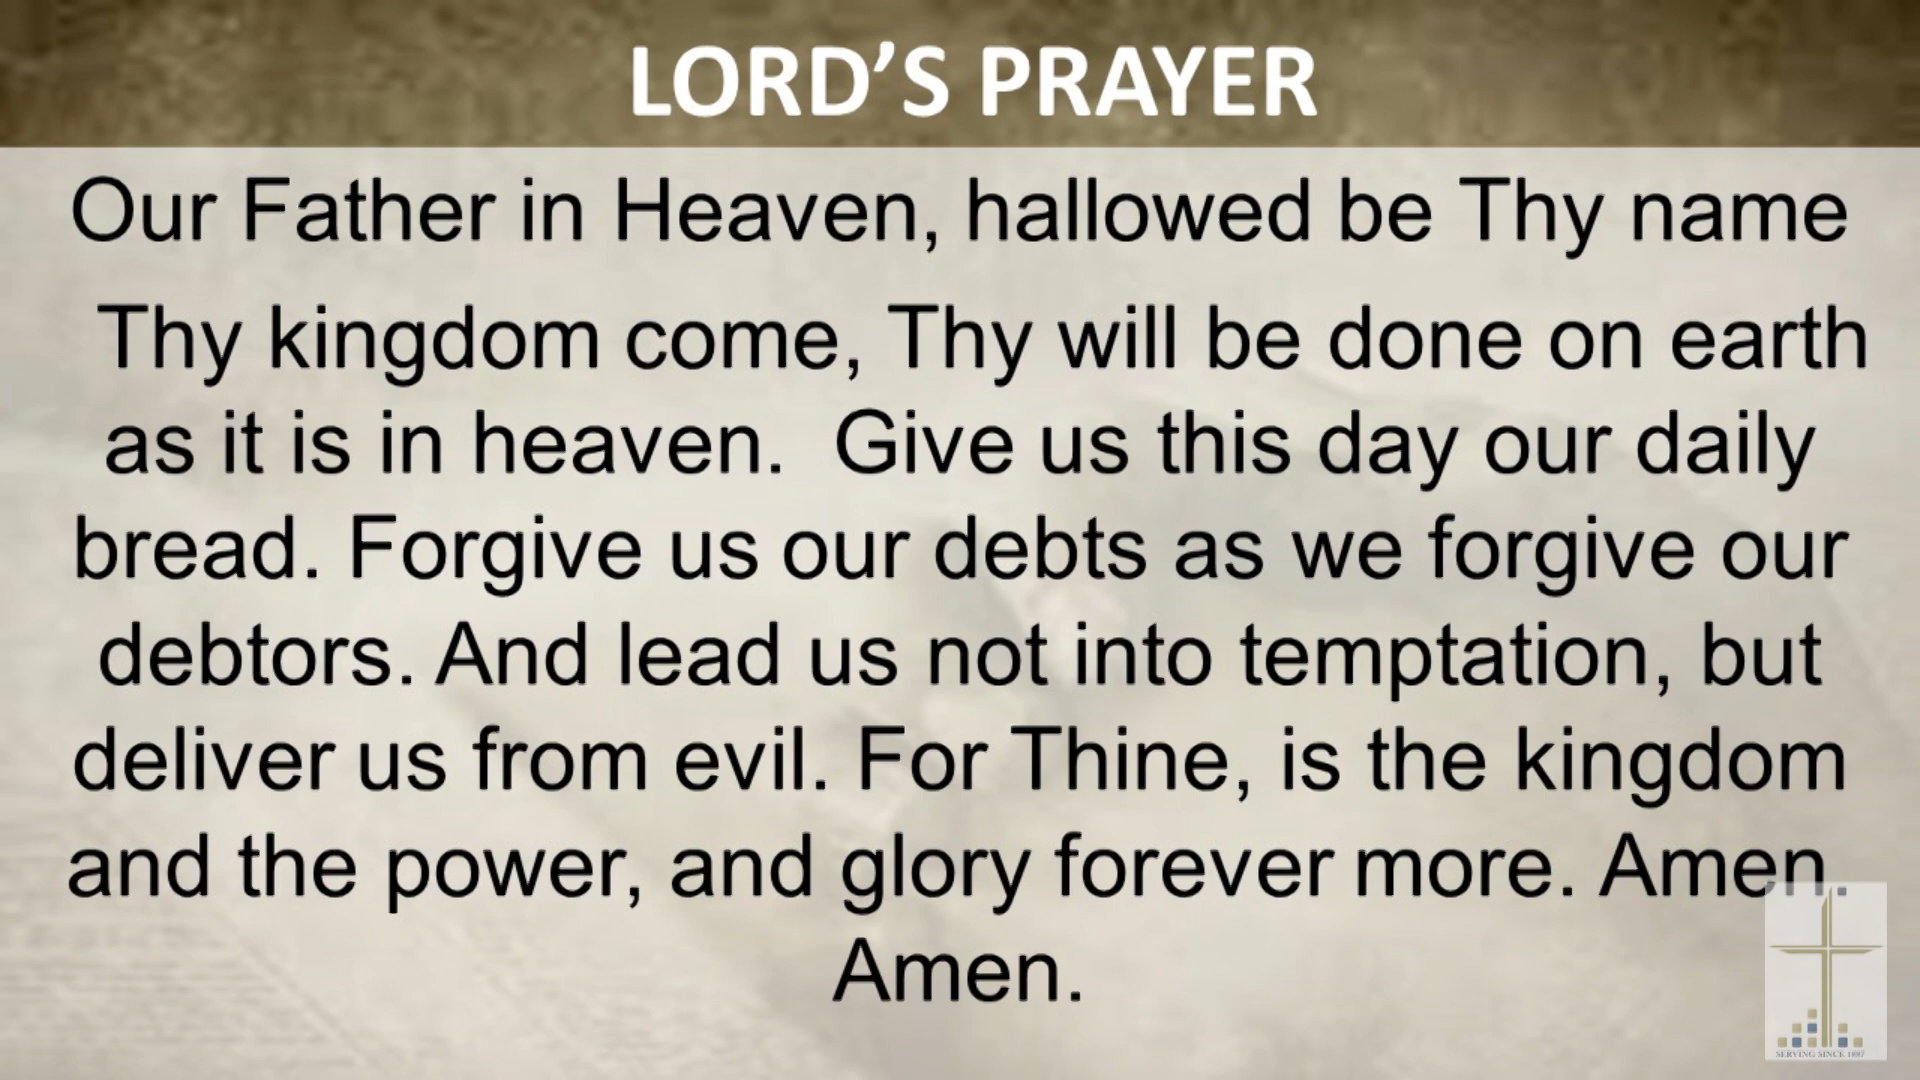 LORD’S PRAYER
Our Father in Heaven, hallowed be Thy name
Thy kingdom come, Thy will be done on earth
as it is in heaven.  Give us this day our daily
bread. Forgive us our debts as we forgive our
debtors. And lead us not into temptation, but
deliver us from evil. For Thine, is the kingdom
and the power, and glory forever more. Amen.
Amen.
SERVING SINCE 1897